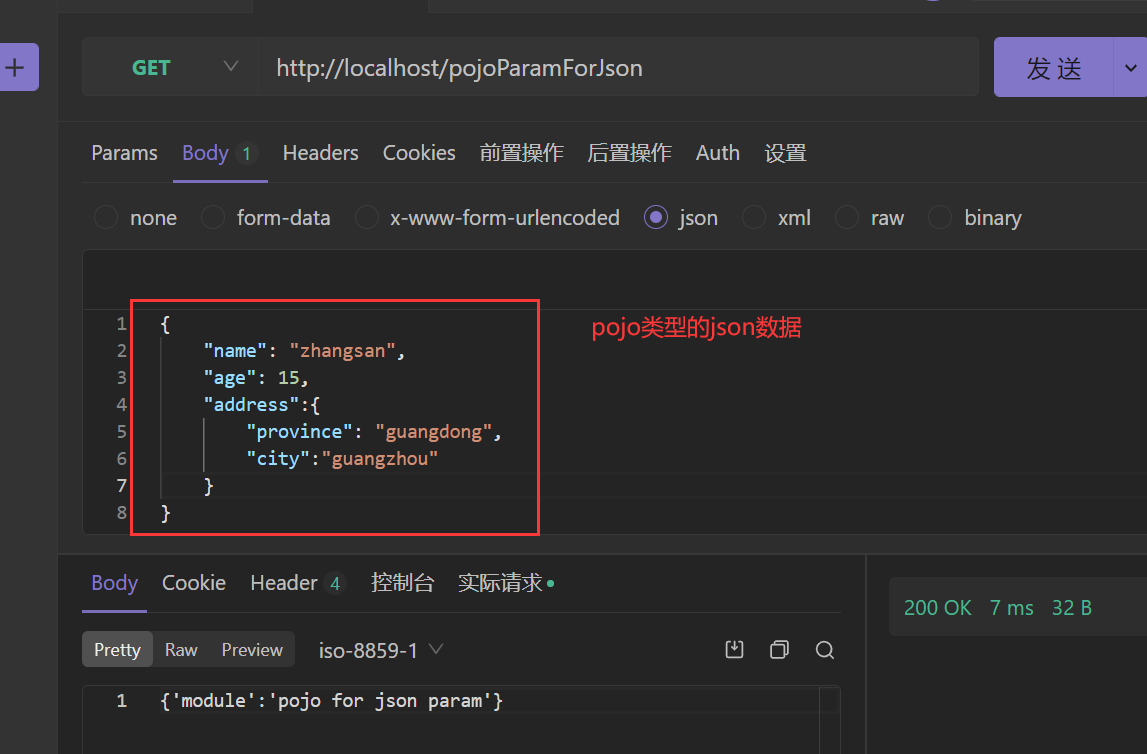 GET http://localhost/pojoParamForJson 发 送
Params Body 1 Headers Cookies 前置操作 后置操作 Auth 设置
none form-data x-www-form-urlencoded json xml raw binary
pojo类型的json数据
1 {
2 "name": "zhangsan",
3 "age": 15,
4 "address":{
5 "province": "guangdong",
6 "city":"guangzhou"
7 }
8 }
Body Cookie Header 4 控制台 实际请求
200 OK 7 ms 32 B
Pretty Raw Preview iso-8859-1
1 {'module':'pojo for json param'}